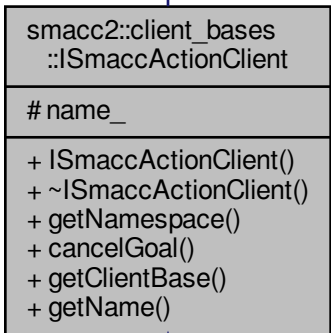 smacc2::client_bases
::ISmaccActionClient
# name_
+ ISmaccActionClient()
+ ~ISmaccActionClient()
+ getNamespace()
+ cancelGoal()
+ getClientBase()
+ getName()